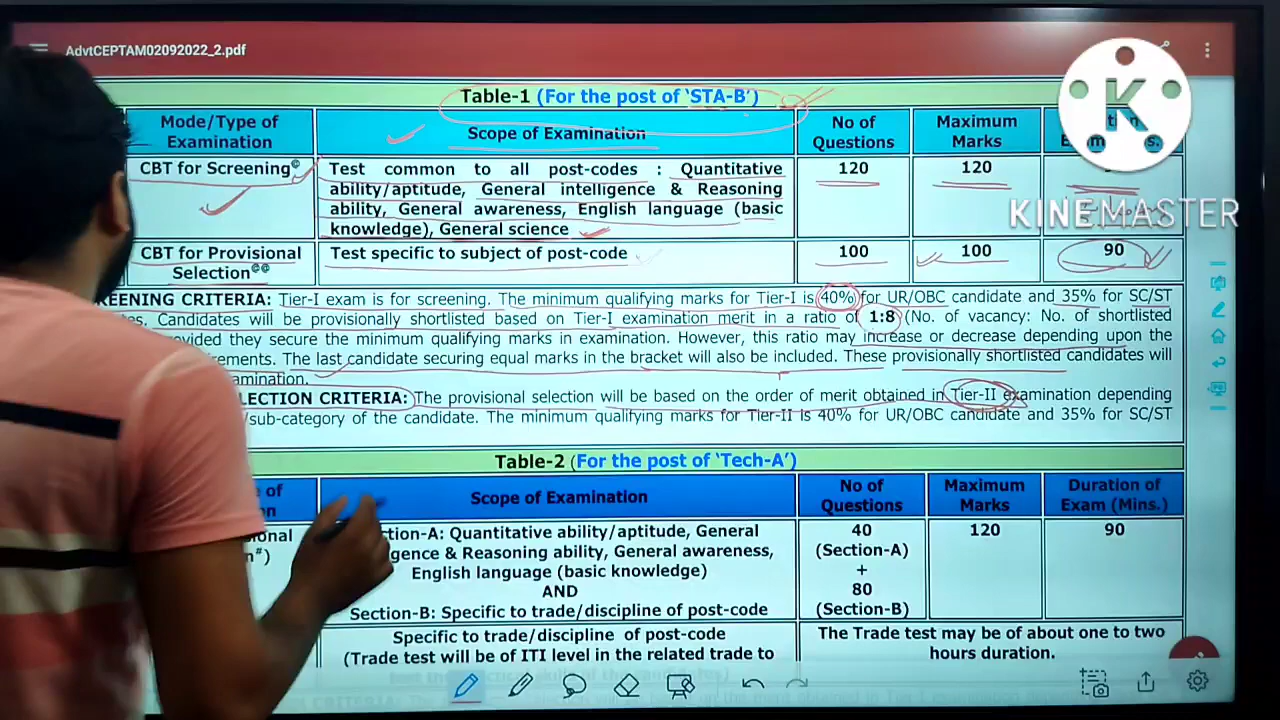 AdvtCEPTAM02092022_2.pdf
Table-1 (For the post of ‘STA-B’)
Mode/Type of Examination
Scope of Examination
No of Questions
Maximum Marks
CBT for Screening©
Test common to all post-codes : Quantitative
ability/aptitude, General intelligence & Reasoning
ability, General awareness, English language (basic
knowledge), General science
120
120
CBT for Provisional
Selection©©
Test specific to subject of post-code
100
100
90
REENING CRITERIA: Tier-I exam is for screening. The minimum qualifying marks for Tier-I is 40% for UR/OBC candidate and 35% for SC/ST
Candidates will be provisionally shortlisted based on Tier-I examination merit in a ratio of 1:8 (No. of vacancy: No. of shortlisted
they secure the minimum qualifying marks in examination. However, this ratio may increase or decrease depending upon the
The last candidate securing equal marks in the bracket will also be included. These provisionally shortlisted candidates will
amination.
LECTION CRITERIA: The provisional selection will be based on the order of merit obtained in Tier-II examination depending
/sub-category of the candidate. The minimum qualifying marks for Tier-II is 40% for UR/OBC candidate and 35% for SC/ST
Table-2 (For the post of ‘Tech-A’)
Scope of Examination
No of Questions
Maximum Marks
Duration of Exam (Mins.)
ction-A: Quantitative ability/aptitude, General
gence & Reasoning ability, General awareness,
English language (basic knowledge)
AND
Section-B: Specific to trade/discipline of post-code
40
(Section-A)
+
80
(Section-B)
120
90
Specific to trade/discipline of post-code
(Trade test will be of ITI level in the related trade to
The Trade test may be of about one to two
hours duration.
K
KINEMASTER